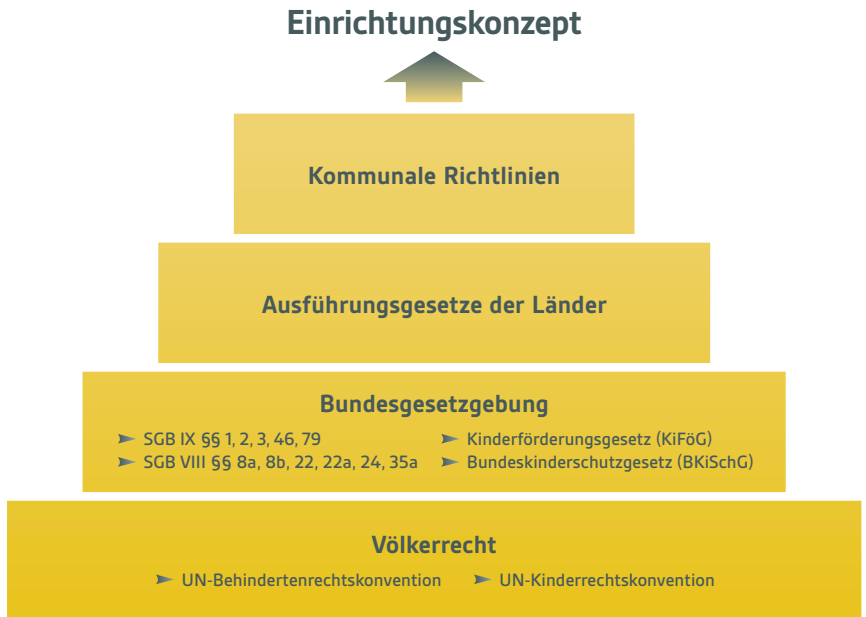 Einrichtungskonzept
Kommunale Richtlinien
Ausführungsgesetze der Länder
Bundesgesetzgebung
➤ SGB IX §§ 1, 2, 3, 46, 79
➤ Kinderförderungsgesetz (KiFöG)
➤ SGB VIII §§ 8a, 8b, 22, 22a, 24, 35a
➤ Bundeskinderschutzgesetz (BKiSchG)
Völkerrecht
➤ UN-Behindertenrechtskonvention
➤ UN-Kinderrechtskonvention